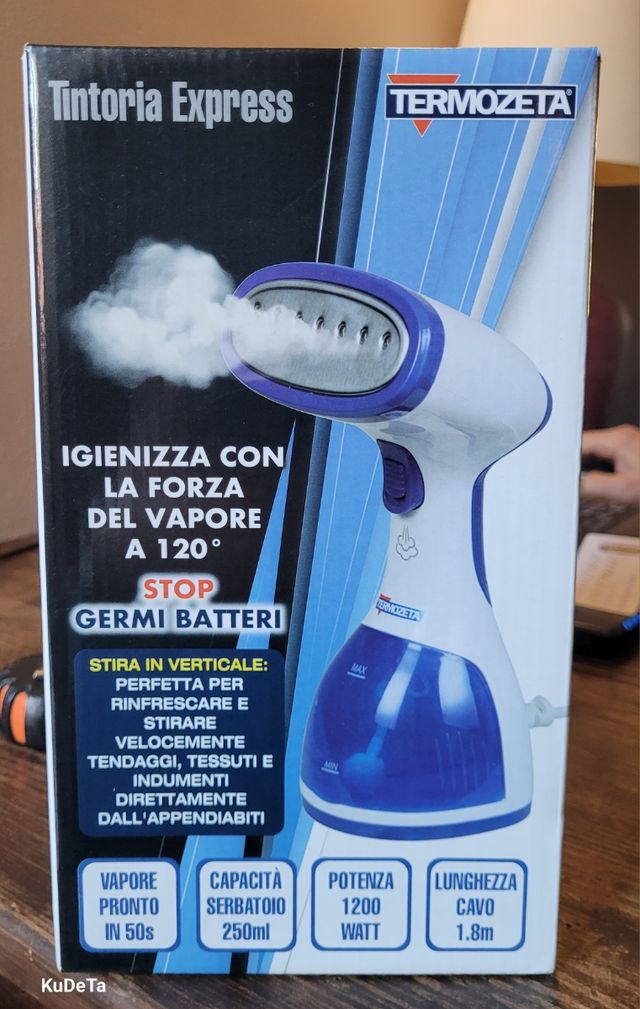 Tintoria Express
TERMOZETA®
IGIENIZZA CON
LA FORZA
DEL VAPORE
A 120°
STOP
GERMI BATTERI
STIRA IN VERTICALE:
PERFETTA PER
RINFRESCARE E
STIRARE
VELOCEMENTE
TENDAGGI, TESSUTI E
INDUMENTI
DIRETTAMENTE
DALL'APPENDIABITI
TERMOZETA
MAX
MIN
VAPORE
PRONTO
IN 50s
CAPACITÀ
SERBATOIO
250ml
POTENZA
1200
WATT
LUNGHEZZA
CAVO
1.8m
KuDeTa